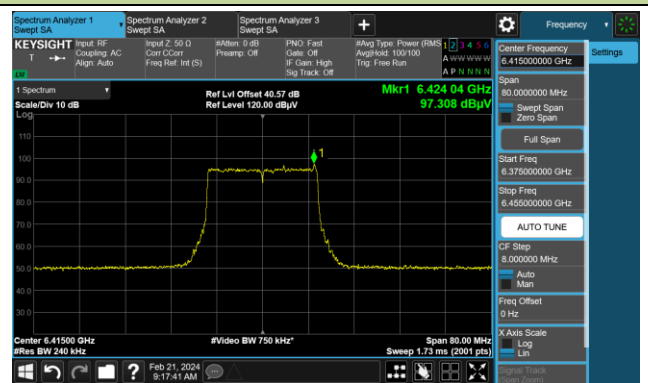 Spectrum Analyzer 1
Swept SA
Spectrum Analyzer 2
Swept SA
Spectrum Analyzer 3
Swept SA
Frequency
KEYSIGHT
T
LW
Input: RF
Coupling: AC
Align: Auto
Input Z: 50 Ω
Corr CCorr
Freq Ref: Int (S)
#Atten: 0 dB
Preamp: Off
PNO: Fast
Gate: Off
IF Gain: High
Sig Track: Off
#Avg Type: Power (RMS
Avg|Hold: 100/100
Trig: Free Run
1 2 3 4 5 6
A W W W W W
A P N N N N
1 Spectrum
Scale/Div 10 dB
Log
Ref Lvl Offset 40.57 dB
Ref Level 120.00 dBµV
Mkr1 6.424 04 GHz
97.308 dBµV
110
100
90.0
80.0
70.0
60.0
50.0
40.0
30.0
1
Center 6.41500 GHz
#Res BW 240 kHz
#Video BW 750 kHz*
Span 80.00 MHz
Sweep 1.73 ms (2001 pts)
Center Frequency
6.415000000 GHz
Settings
Span
80.0000000 MHz
Swept Span
Zero Span
Full Span
Start Freq
6.375000000 GHz
Stop Freq
6.455000000 GHz
AUTO TUNE
CF Step
8.000000 MHz
Auto
Man
Freq Offset
0 Hz
X Axis Scale
Log
Lin
Signal Track
(Span Zoom)
?
Feb 21, 2024
9:17:41 AM